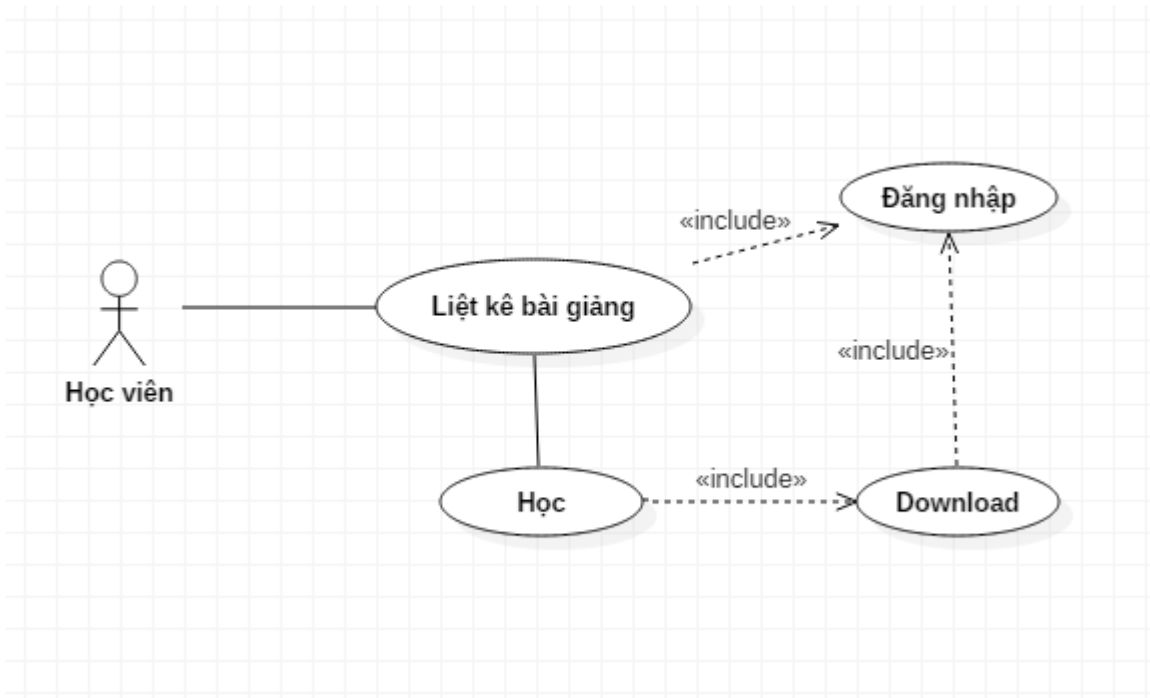 Đăng nhập
«include»
Liệt kê bài giảng
«include»
Học viên
«include»
Học
Download